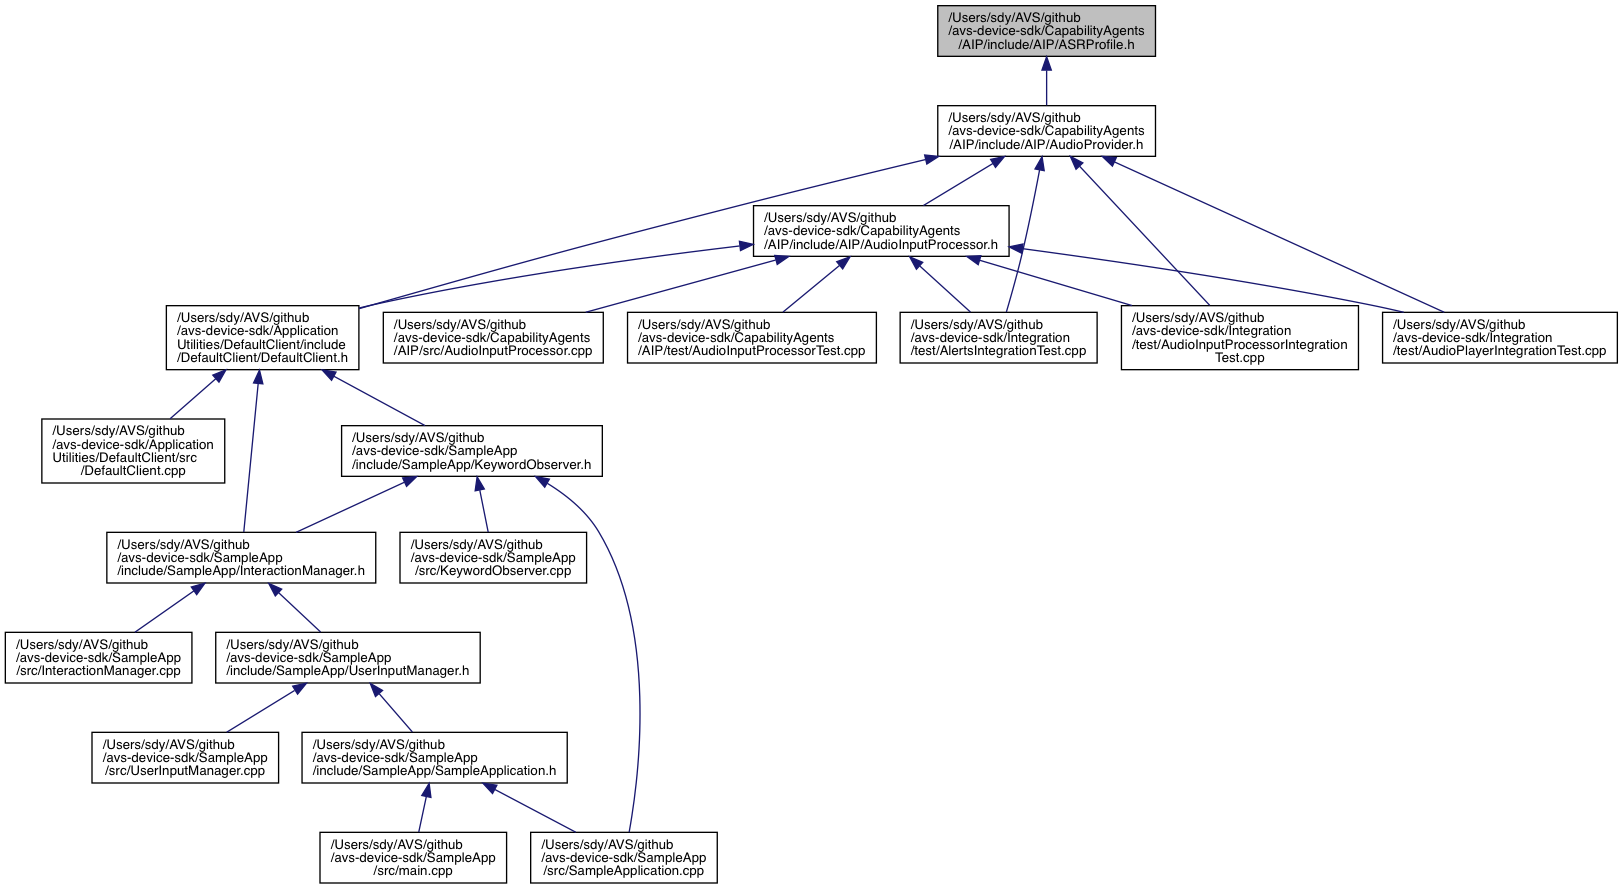 /Users/sdy/AVS/github
/avs-device-sdk/CapabilityAgents
/AIP/include/AIP/ASRProfile.h
/Users/sdy/AVS/github
/avs-device-sdk/CapabilityAgents
/AIP/include/AIP/AudioProvider.h
/Users/sdy/AVS/github
/avs-device-sdk/CapabilityAgents
/AIP/include/AIP/AudioInputProcessor.h
/Users/sdy/AVS/github
/avs-device-sdk/Application
Utilities/DefaultClient/include
/DefaultClient/DefaultClient.h
/Users/sdy/AVS/github
/avs-device-sdk/CapabilityAgents
/AIP/src/AudioInputProcessor.cpp
/Users/sdy/AVS/github
/avs-device-sdk/CapabilityAgents
/AIP/test/AudioInputProcessorTest.cpp
/Users/sdy/AVS/github
/avs-device-sdk/Integration
/test/AlertsIntegrationTest.cpp
/Users/sdy/AVS/github
/avs-device-sdk/Integration
/test/AudioInputProcessorIntegration
Test.cpp
/Users/sdy/AVS/github
/avs-device-sdk/Integration
/test/AudioPlayerIntegrationTest.cpp
/Users/sdy/AVS/github
/avs-device-sdk/Application
Utilities/DefaultClient/src
/DefaultClient.cpp
/Users/sdy/AVS/github
/avs-device-sdk/SampleApp
/include/SampleApp/KeywordObserver.h
/Users/sdy/AVS/github
/avs-device-sdk/SampleApp
/include/SampleApp/InteractionManager.h
/Users/sdy/AVS/github
/avs-device-sdk/SampleApp
/src/KeywordObserver.cpp
/Users/sdy/AVS/github
/avs-device-sdk/SampleApp
/src/InteractionManager.cpp
/Users/sdy/AVS/github
/avs-device-sdk/SampleApp
/include/SampleApp/UserInputManager.h
/Users/sdy/AVS/github
/avs-device-sdk/SampleApp
/src/UserInputManager.cpp
/Users/sdy/AVS/github
/avs-device-sdk/SampleApp
/include/SampleApp/SampleApplication.h
/Users/sdy/AVS/github
/avs-device-sdk/SampleApp
/src/main.cpp
/Users/sdy/AVS/github
/avs-device-sdk/SampleApp
/src/SampleApplication.cpp